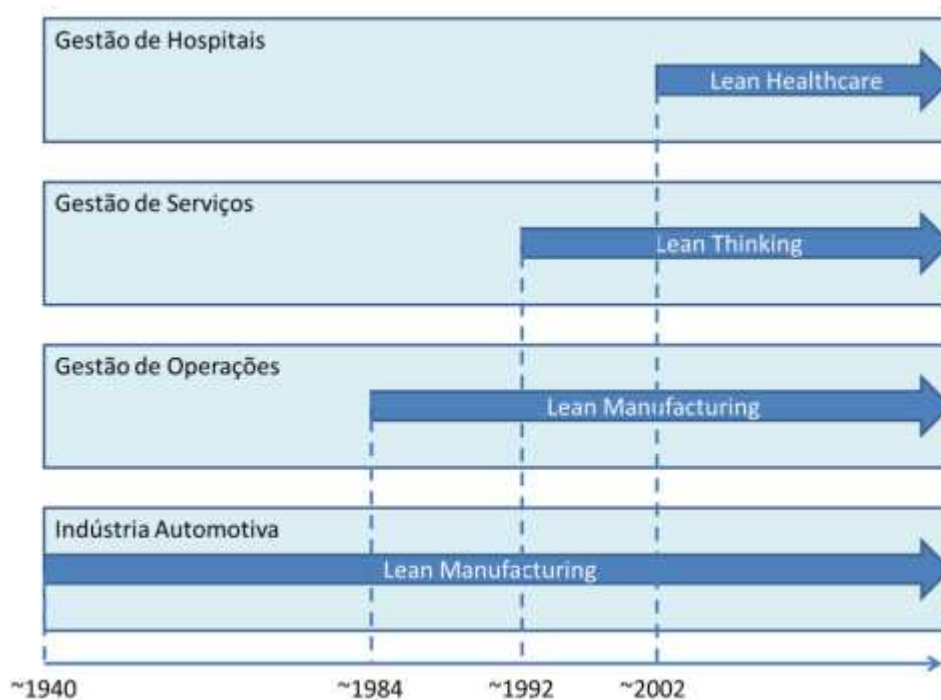 Gestão de Hospitais
Lean Healthcare
Gestão de Serviços
Lean Thinking
Gestão de Operações
Lean Manufacturing
Indústria Automotiva
Lean Manufacturing
~1940 ~1984 ~1992 ~2002